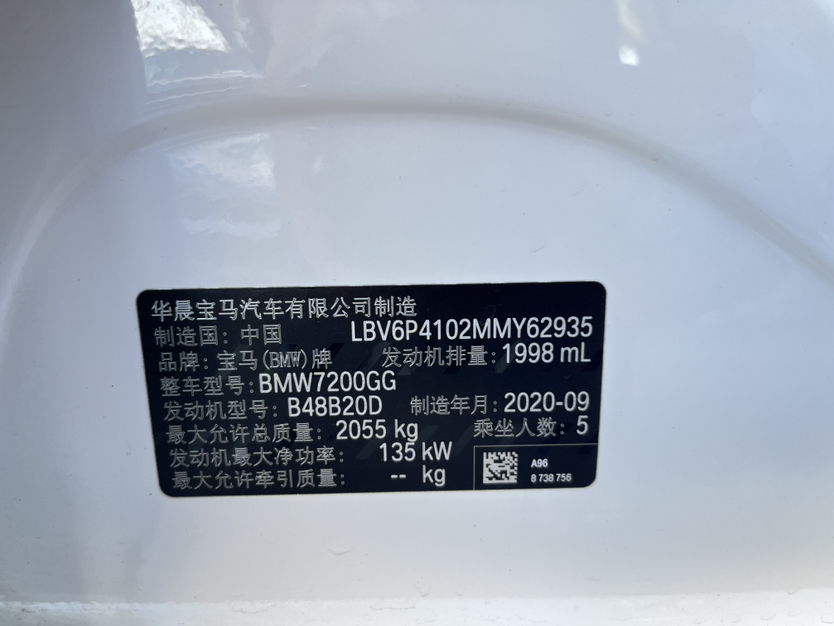 华晨宝马汽车有限公司制造
制造国: 中国 LBV6P4102MMY62935
品牌: 宝马(BMW)牌 发动机排量: 1998 mL
整车型号: BMW7200GG
发动机型号: B48B20D 制造年月: 2020-09
最大允许总质量: 2055 kg 乘坐人数: 5
发动机最大净功率: 135 kW
最大允许牵引质量: -- kg
A96
8 738 756